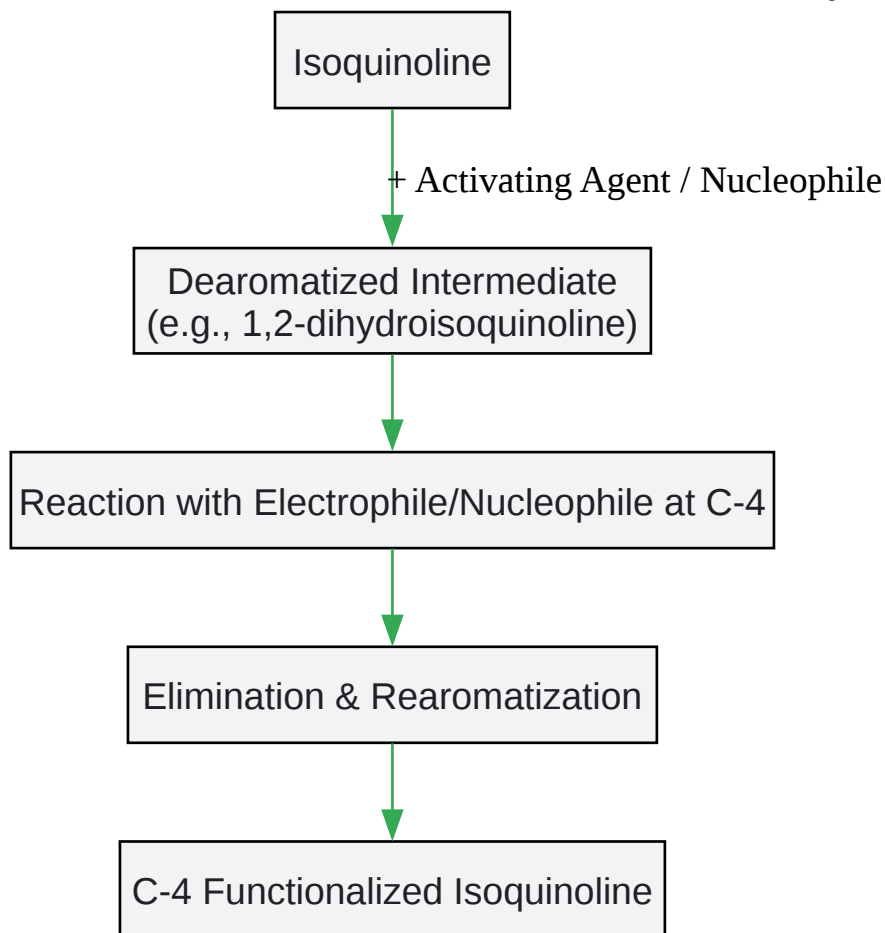 Isoquinoline
+ Activating Agent / Nucleophile
Dearomatized Intermediate
(e.g., 1,2-dihydroisoquinoline)
Reaction with Electrophile/Nucleophile at C-4
Elimination & Rearomatization
C-4 Functionalized Isoquinoline